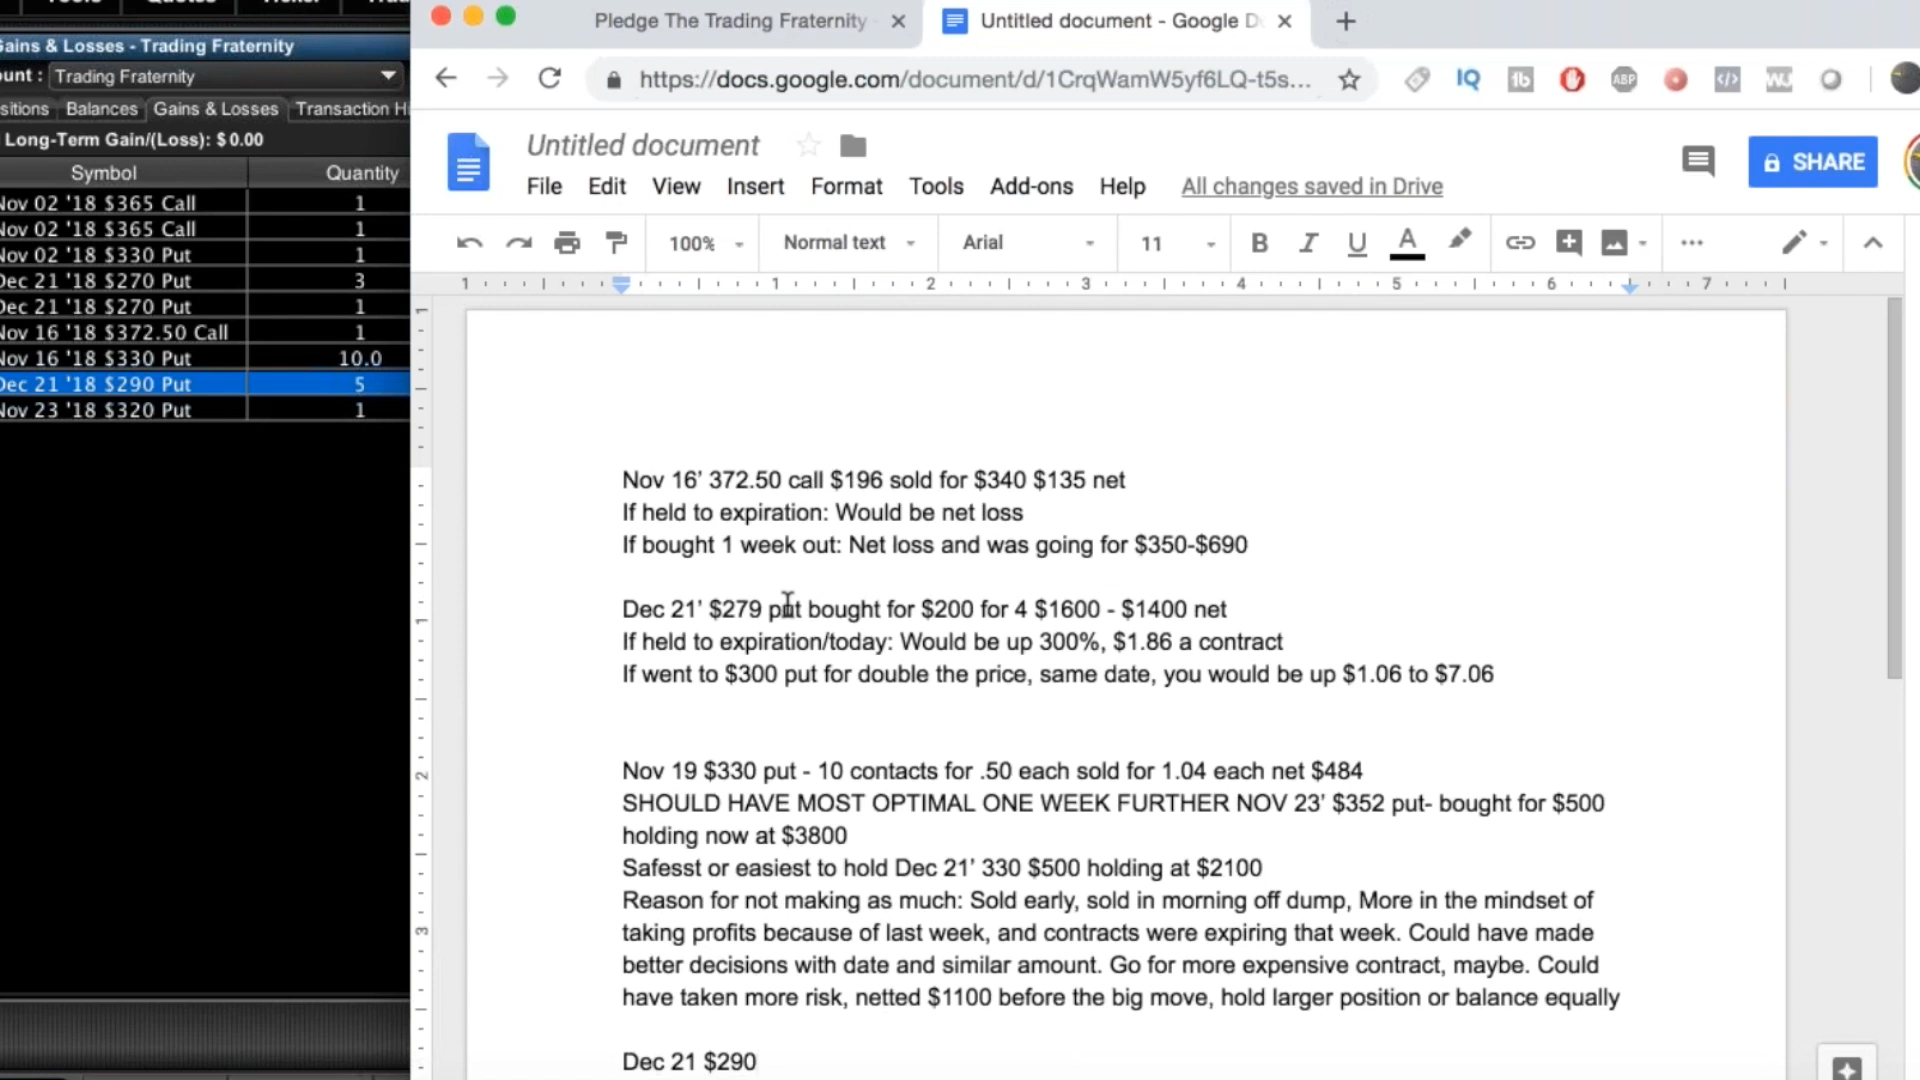 Gains & Losses - Trading Fraternity
Trading Fraternity
Balances Gains & Losses Transaction
Long-Term Gain/(Loss): $0.00
Symbol Quantity
Nov 02 '18 $365 Call 1
Nov 02 '18 $365 Call 1
Nov 02 '18 $330 Put 1
Dec 21 '18 $270 Put 3
Dec 21 '18 $270 Put 1
Nov 16 '18 $372.50 Call 1
Nov 16 '18 $330 Put 10.0
Dec 21 '18 $290 Put 5
Nov 23 '18 $320 Put 1
Pledge The Trading Fraternity
Untitled document - Google D
https://docs.google.com/document/d/1CrqWamW5yf6LQ-t5s...
IQ
ABP
Untitled document
SHARE
File Edit View Insert Format Tools Add-ons Help All changes saved in Drive
100% Normal text Arial 11 B I U A
1 1 2 3 4 5 6 7
1
2
3
Nov 16’ 372.50 call $196 sold for $340 $135 net
If held to expiration: Would be net loss
If bought 1 week out: Net loss and was going for $350-$690
Dec 21’ $279 put bought for $200 for 4 $1600 - $1400 net
If held to expiration/today: Would be up 300%, $1.86 a contract
If went to $300 put for double the price, same date, you would be up $1.06 to $7.06
Nov 19 $330 put - 10 contacts for .50 each sold for 1.04 each net $484
SHOULD HAVE MOST OPTIMAL ONE WEEK FURTHER NOV 23’ $352 put- bought for $500
holding now at $3800
Safesst or easiest to hold Dec 21’ 330 $500 holding at $2100
Reason for not making as much: Sold early, sold in morning off dump, More in the mindset of
taking profits because of last week, and contracts were expiring that week. Could have made
better decisions with date and similar amount. Go for more expensive contract, maybe. Could
have taken more risk, netted $1100 before the big move, hold larger position or balance equally
Dec 21 $290